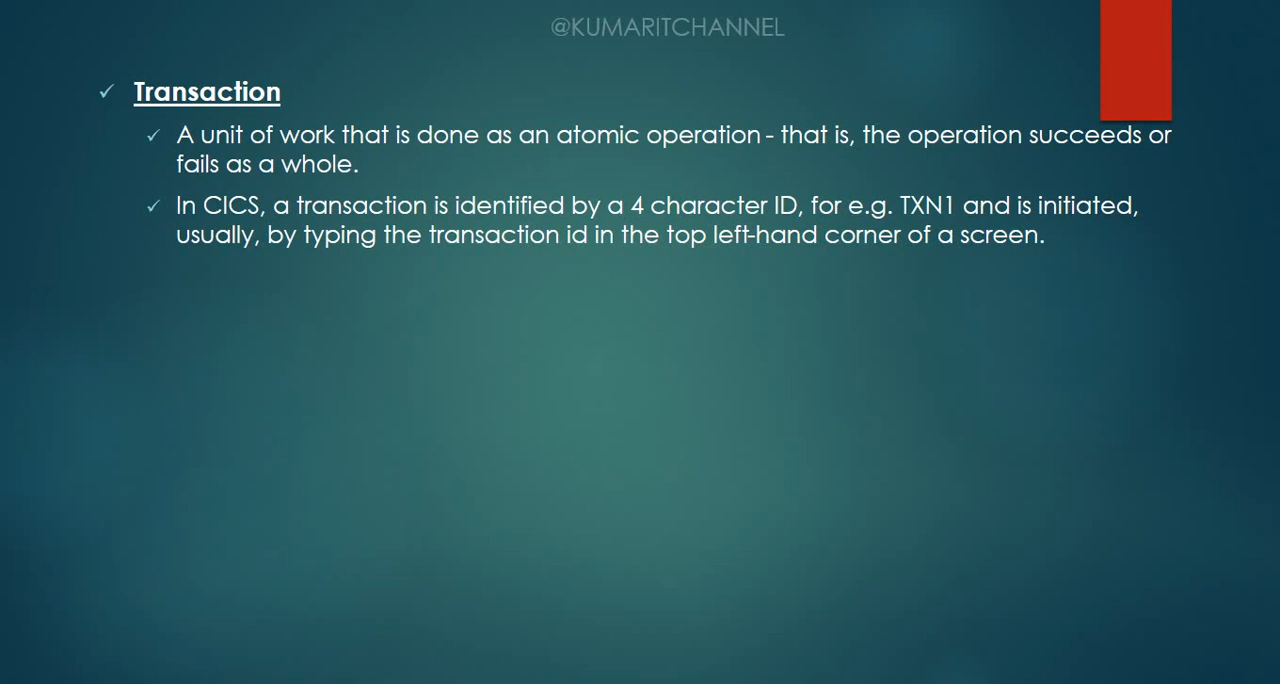 @KUMARITCHANNEL
Transaction
A unit of work that is done as an atomic operation - that is, the operation succeeds or
fails as a whole.
In CICS, a transaction is identified by a 4 character ID, for e.g. TXN1 and is initiated,
usually, by typing the transaction id in the top left-hand corner of a screen.